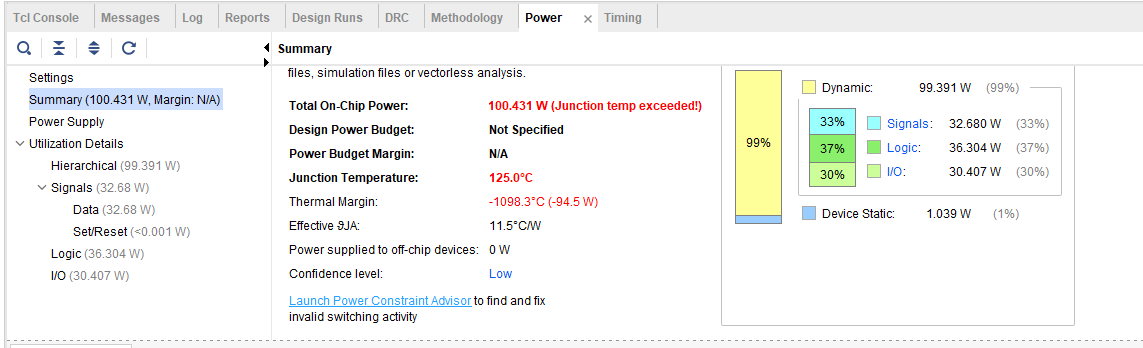 Tcl Console Messages Log Reports Design Runs DRC Methodology Power × Timing
Summary
Settings
Summary (100.431 W, Margin: N/A)
Power Supply
Utilization Details
Hierarchical (99.391 W)
Signals (32.68 W)
Data (32.68 W)
Set/Reset (<0.001 W)
Logic (36.304 W)
I/O (30.407 W)
files, simulation files or vectorless analysis.
Total On-Chip Power: 100.431 W (Junction temp exceeded!)
Design Power Budget: Not Specified
Power Budget Margin: N/A
Junction Temperature: 125.0°C
Thermal Margin: -1098.3°C (-94.5 W)
Effective ϑJA: 11.5°C/W
Power supplied to off-chip devices: 0 W
Confidence level: Low
Launch Power Constraint Advisor to find and fix
invalid switching activity
99%
Dynamic: 99.391 W (99%)
33% Signals: 32.680 W (33%)
37% Logic: 36.304 W (37%)
30% I/O: 30.407 W (30%)
Device Static: 1.039 W (1%)